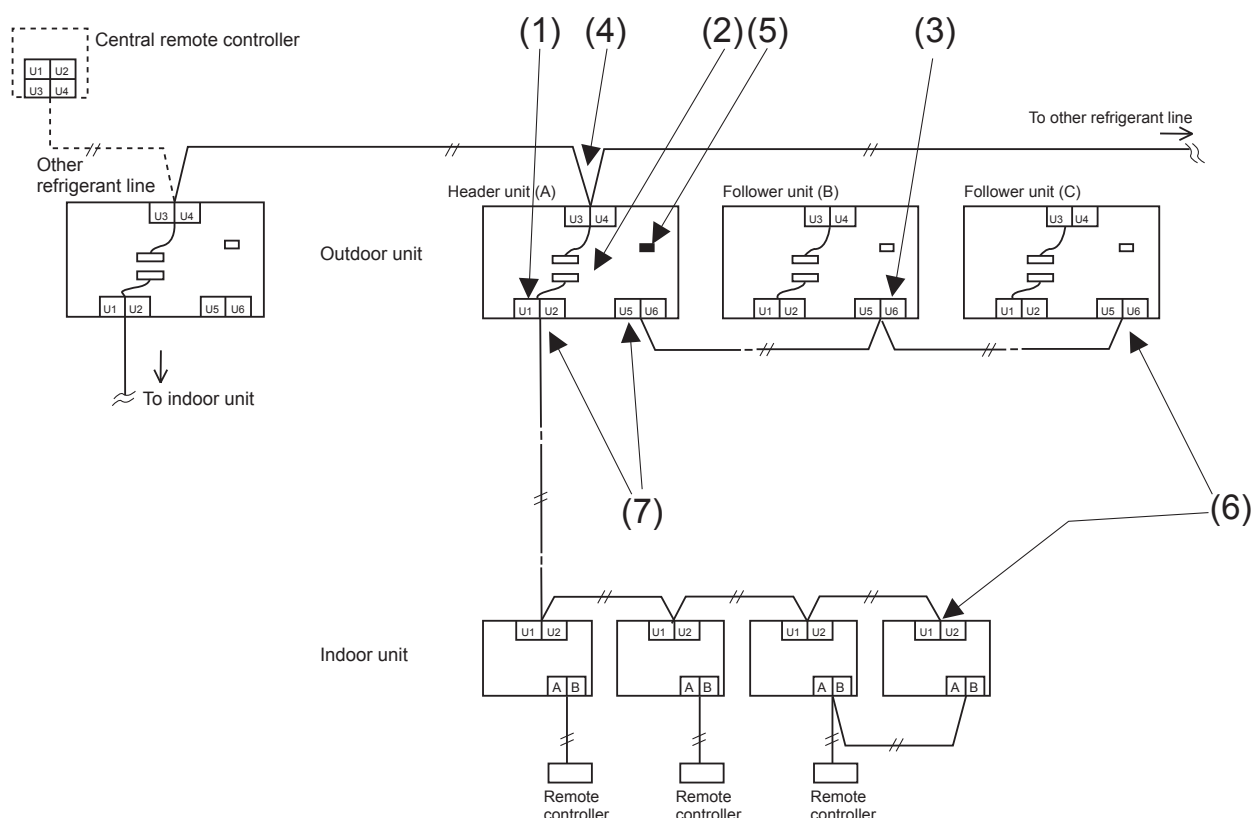 (1) (4) (2) (5) (3)
Central remote controller
U1 U2
U3 U4
To other refrigerant line
Other
refrigerant line
Header unit (A) Follower unit (B) Follower unit (C)
U3 U4 U3 U4 U3 U4 U3 U4
Outdoor unit
U1 U2 U5 U6 U1 U2 U5 U6 U1 U2 U5 U6 U1 U2 U5 U6
To indoor unit
(7) (6)
U1 U2 U1 U2 U1 U2 U1 U2
Indoor unit
A B A B A B A B
Remote Remote Remote
controller controller controller